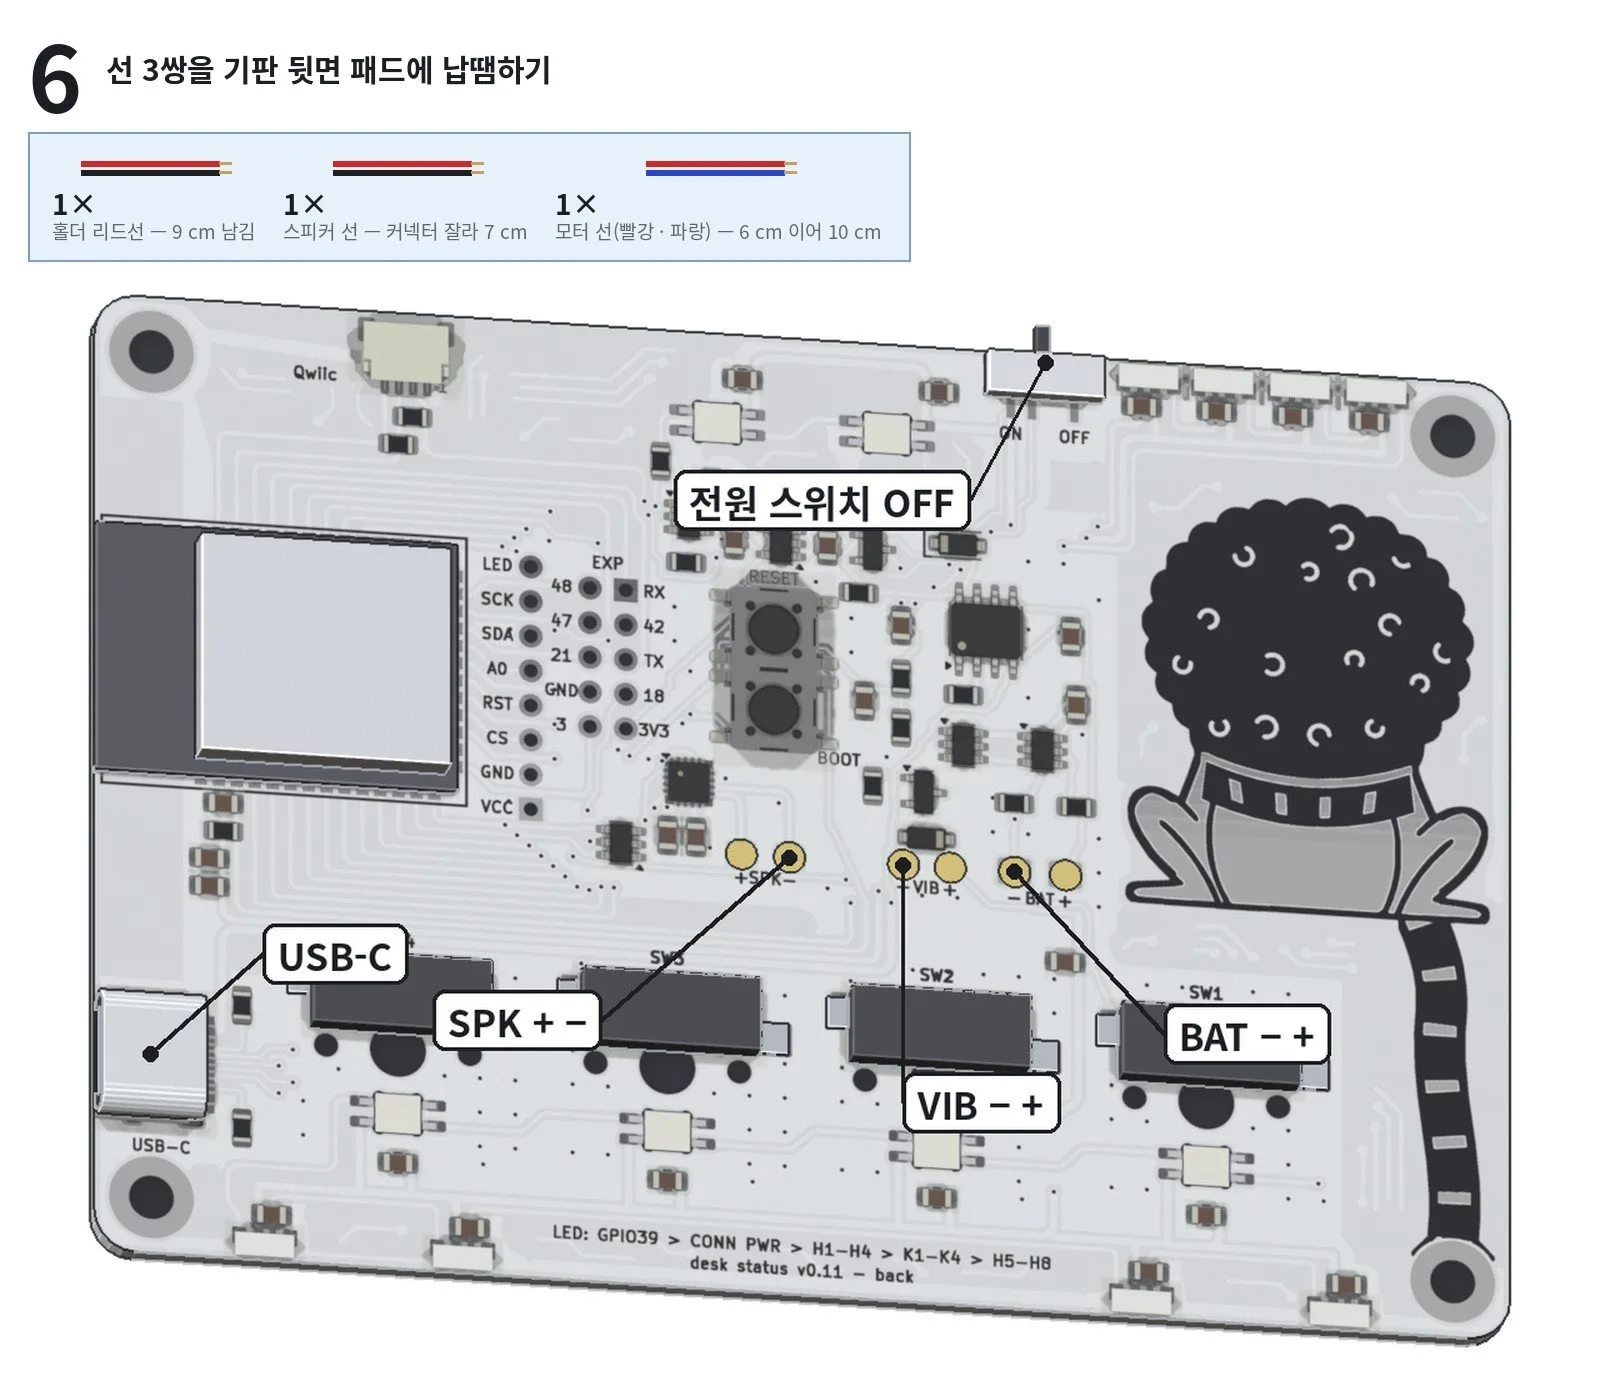 6 선 3쌍을 기판 뒷면 패드에 납땜하기
1× 1× 1×
홀더 리드선 — 9 cm 남김 스피커 선 — 커넥터 잘라 7 cm 모터 선(빨강 · 파랑) — 6 cm 이어 10 cm
Qwiic
ON OFF
전원 스위치 OFF
LED
SCK
SDA
A0
RST
CS
GND
VCC
EXP
48 RX
47 42
21 TX
GND 18
3 3V3
RESET
BOOT
+SPK−
−VIB+
−BAT+
USB-C
SW3
SW2
SW1
SPK + −
BAT − +
VIB − +
USB-C
LED: GPIO39 > CONN PWR > H1-H4 > K1-K4 > H5-H8
desk status v0.11 — back